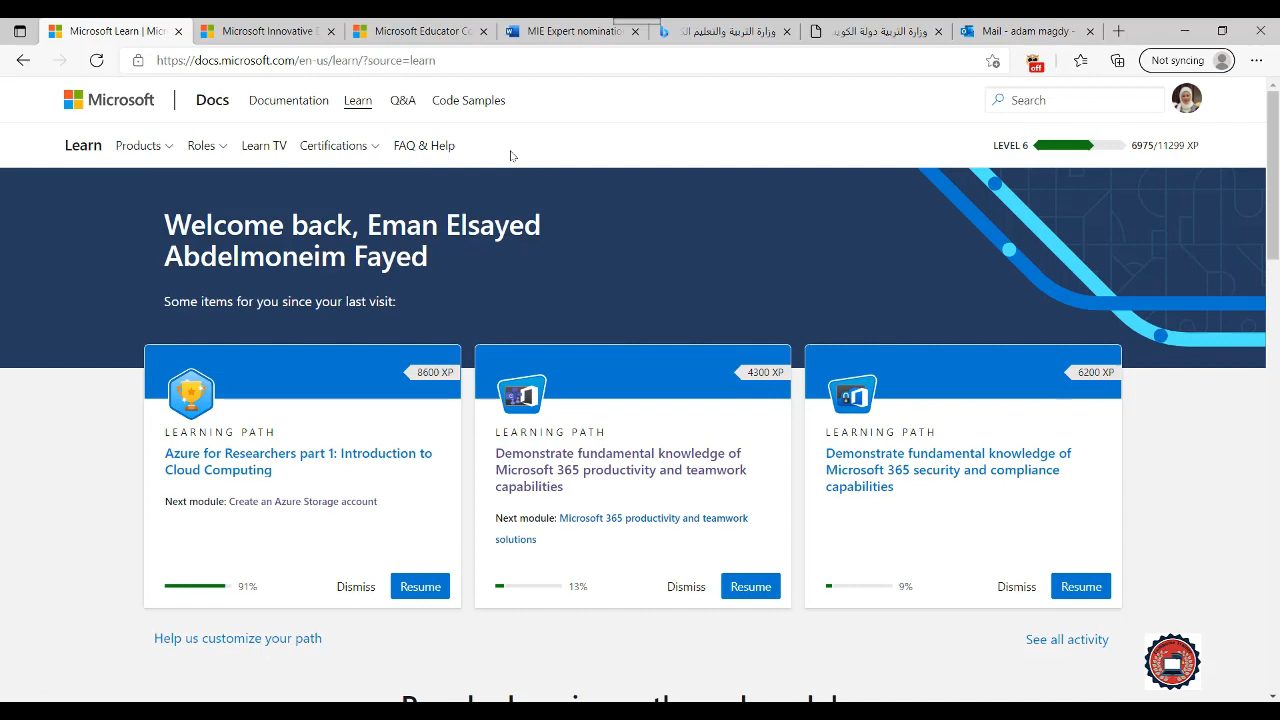 Microsoft Learn | Micr
Microsoft Innovative E
Microsoft Educator Ce
MIE Expert nominatio
وزارة التربية والتعليم ال
وزارة التربية دولة الكويت
Mail - adam magdy -
https://docs.microsoft.com/en-us/learn/?source=learn
off
Not syncing
Microsoft
Docs
Documentation
Learn
Q&A
Code Samples
Search
Learn
Products
Roles
Learn TV
Certifications
FAQ & Help
LEVEL 6
6975/11299 XP
Welcome back, Eman Elsayed
Abdelmoneim Fayed
Some items for you since your last visit:
8600 XP
LEARNING PATH
Azure for Researchers part 1: Introduction to
Cloud Computing
Next module: Create an Azure Storage account
91%
Dismiss
Resume
4300 XP
LEARNING PATH
Demonstrate fundamental knowledge of
Microsoft 365 productivity and teamwork
capabilities
Next module: Microsoft 365 productivity and teamwork
solutions
13%
Dismiss
Resume
6200 XP
LEARNING PATH
Demonstrate fundamental knowledge of
Microsoft 365 security and compliance
capabilities
9%
Dismiss
Resume
Help us customize your path
See all activity